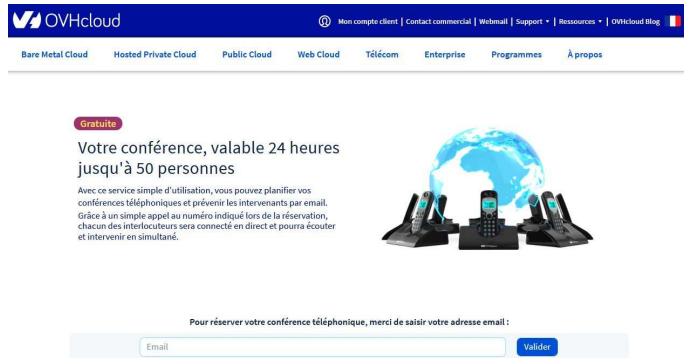 OVHcloud
Mon compte client | Contact commercial | Webmail | Support | Ressources | OVHcloud Blog
Bare Metal Cloud Hosted Private Cloud Public Cloud Web Cloud Télécom Enterprise Programmes À propos
Gratuite
Votre conférence, valable 24 heures
jusqu'à 50 personnes
Avec ce service simple d'utilisation, vous pouvez planifier vos
conférences téléphoniques et prévenir les intervenants par email.
Grâce à un simple appel au numéro indiqué lors de la réservation,
chacun des interlocuteurs sera connecté en direct et pourra écouter
et intervenir en simultané.
Pour réserver votre conférence téléphonique, merci de saisir votre adresse email :
Email Valider